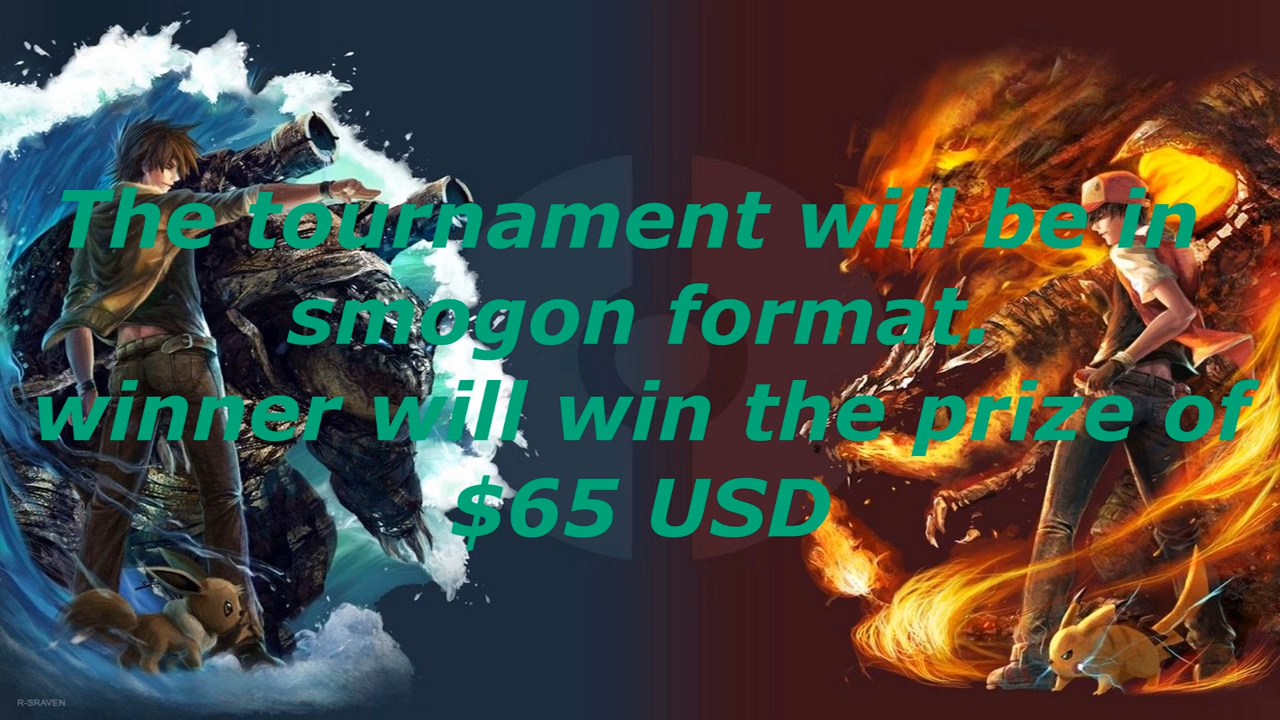 The tournament will be in
smogon format.
winner will win the prize of
$65 USD
R-SRAVEN